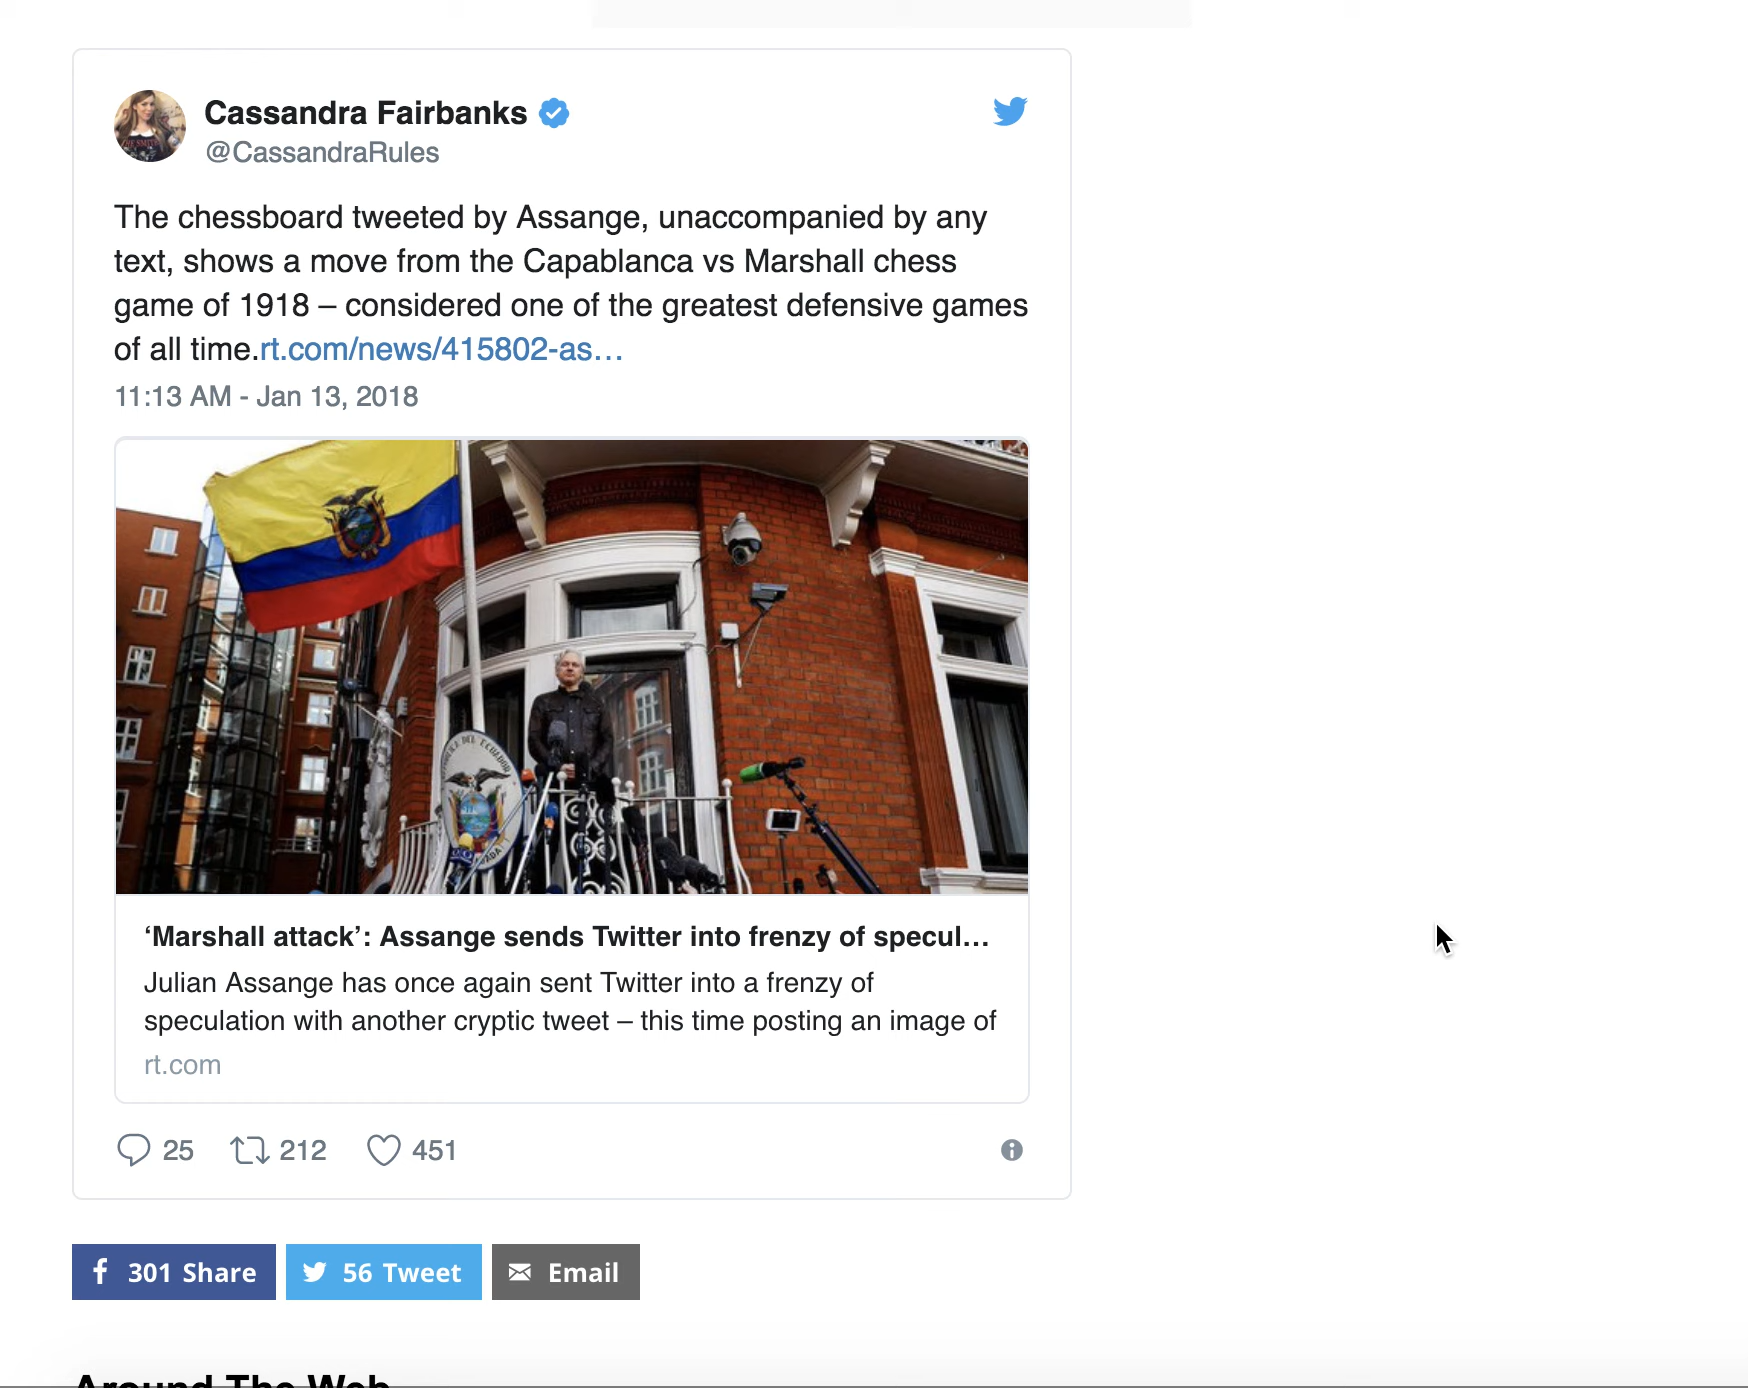 Cassandra Fairbanks
@CassandraRules
The chessboard tweeted by Assange, unaccompanied by any
text, shows a move from the Capablanca vs Marshall chess
game of 1918 – considered one of the greatest defensive games
of all time.rt.com/news/415802-as…
11:13 AM - Jan 13, 2018
‘Marshall attack’: Assange sends Twitter into frenzy of specul…
Julian Assange has once again sent Twitter into a frenzy of
speculation with another cryptic tweet – this time posting an image of
rt.com
25 212 451
301 Share 56 Tweet Email
Around The Web